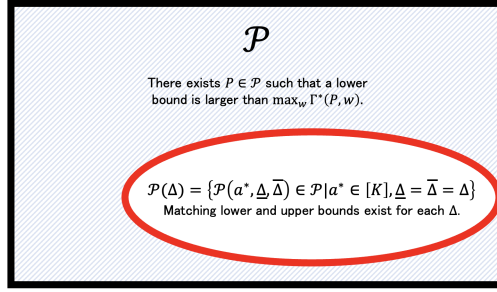 𝒫
There exists P ∈ 𝒫 such that a lower
bound is larger than max_w Γ*(P, w).
𝒫(Δ) = {𝒫(a*, Δ̲, Δ̅) ∈ 𝒫|a* ∈ [K], Δ̲ = Δ̅ = Δ}
Matching lower and upper bounds exist for each Δ.